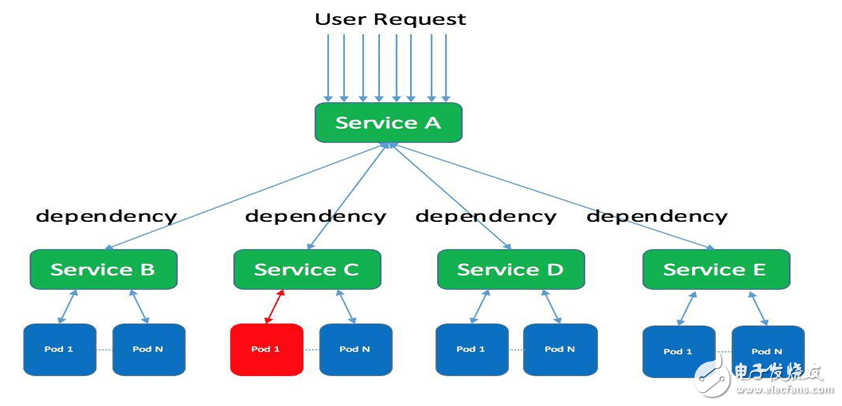 User Request
Service A
dependency
dependency
dependency
dependency
Service B
Service C
Service D
Service E
Pod 1
Pod N
Pod 1
Pod N
Pod 1
Pod N
Pod 1
Pod N
电子发烧友
www.elecfans.com